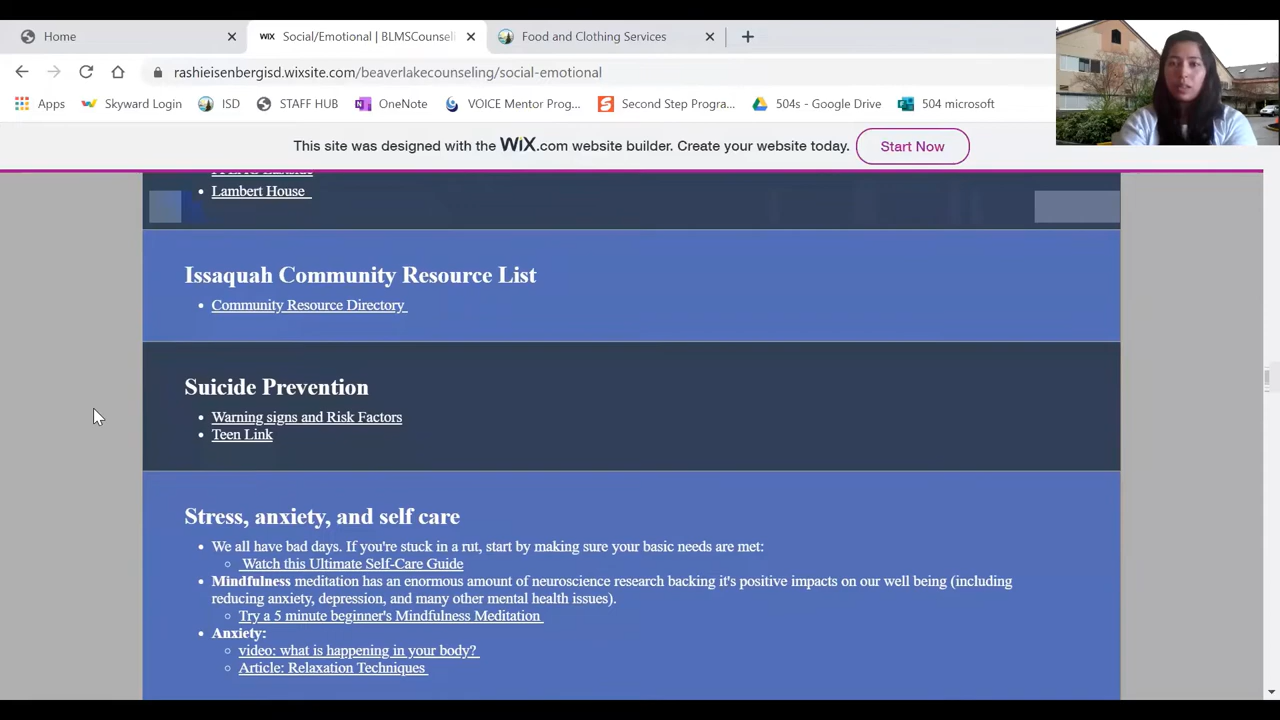 Home
WiX Social/Emotional | BLMSCounseli
Food and Clothing Services
rashieisenbergisd.wixsite.com/beaverlakecounseling/social-emotional
Apps Skyward Login ISD STAFF HUB OneNote VOICE Mentor Prog... Second Step Progra... 504s - Google Drive 504 microsoft
This site was designed with the WiX.com website builder. Create your website today. Start Now
Lambert House
Issaquah Community Resource List
Community Resource Directory
Suicide Prevention
Warning signs and Risk Factors
Teen Link
Stress, anxiety, and self care
We all have bad days. If you're stuck in a rut, start by making sure your basic needs are met:
Watch this Ultimate Self-Care Guide
Mindfulness meditation has an enormous amount of neuroscience research backing it's positive impacts on our well being (including
reducing anxiety, depression, and many other mental health issues).
Try a 5 minute beginner's Mindfulness Meditation
Anxiety:
video: what is happening in your body?
Article: Relaxation Techniques